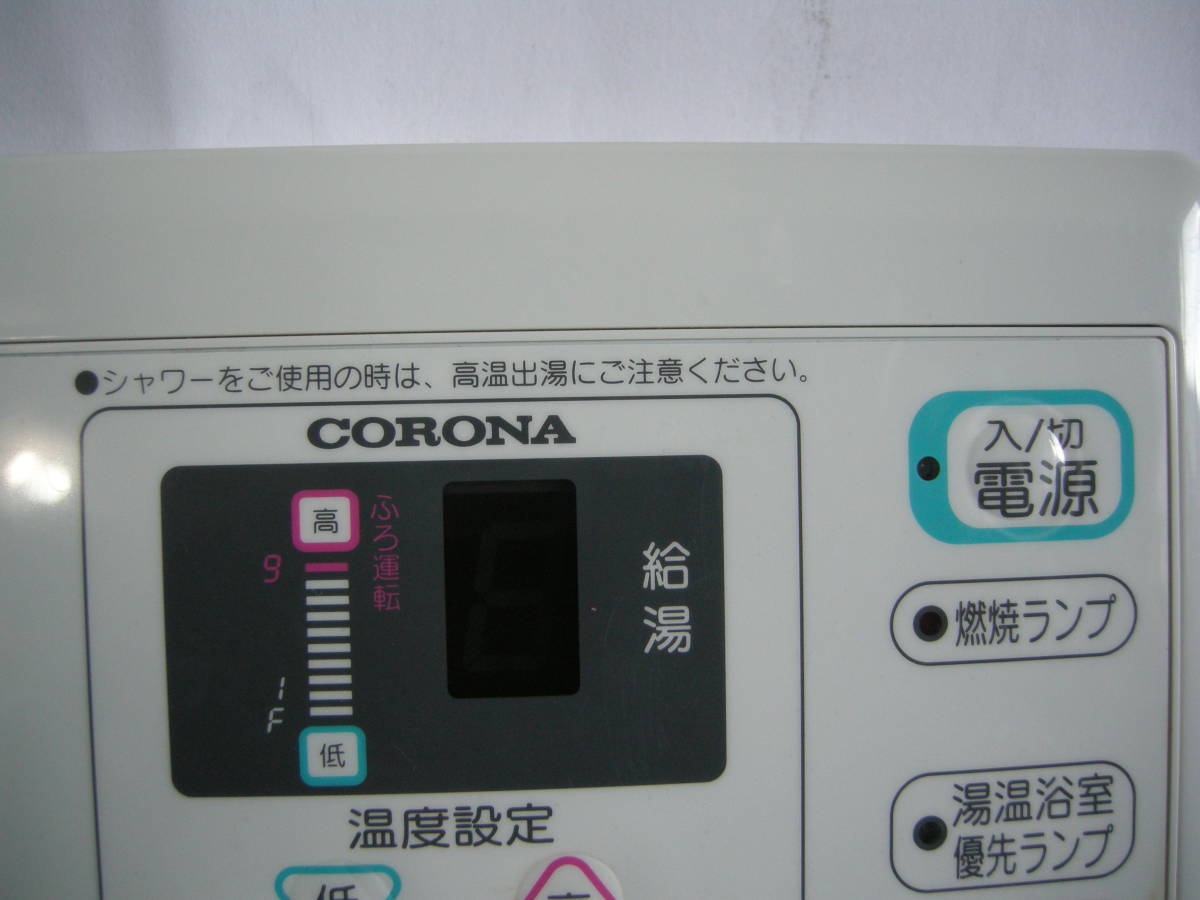 ●シャワーをご使用の時は、高温出湯にご注意ください。
CORONA
入/切
電源
高
ふろ運転
9
給湯
燃焼ランプ
1
F
低
湯温浴室
優先ランプ
温度設定
低
高